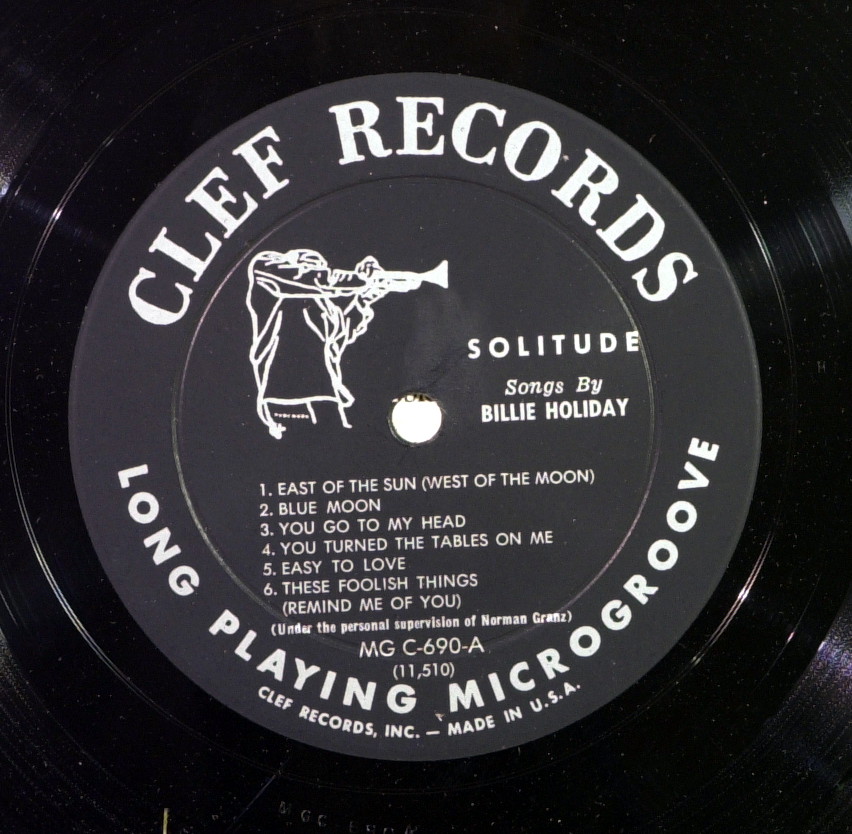 CLEF RECORDS
SOLITUDE
Songs By
BILLIE HOLIDAY
1. EAST OF THE SUN (WEST OF THE MOON)
2. BLUE MOON
3. YOU GO TO MY HEAD
4. YOU TURNED THE TABLES ON ME
5. EASY TO LOVE
6. THESE FOOLISH THINGS
(REMIND ME OF YOU)
(Under the personal supervision of Norman Granz)
MG C-690-A
(11,510)
LONG PLAYING MICROGROOVE
CLEF RECORDS, INC. — MADE IN U.S.A.